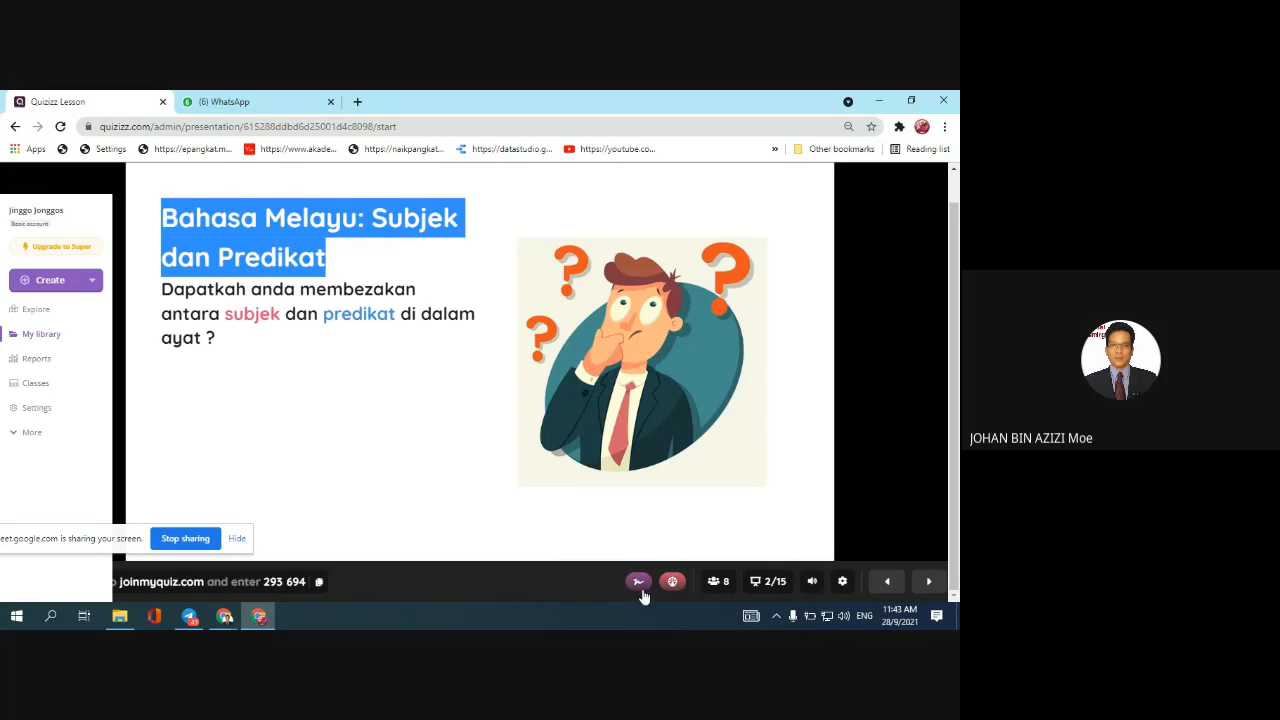 Quizizz Lesson
(6) WhatsApp
quizizz.com/admin/presentation/615288ddbd6d25001d4c8098/start
Apps
Settings
https://epangkat.m...
https://www.akade...
https://naikpangkat...
https://datastudio.g...
https://youtube.co...
»
Other bookmarks
Reading list
Jinggo Jonggos
Basic account
Upgrade to Super
Create
Explore
My library
Reports
Classes
Settings
More
Bahasa Melayu: Subjek
dan Predikat
Dapatkah anda membezakan
antara subjek dan predikat di dalam
ayat ?
? ? ?
JOHAN BIN AZIZI Moe
eet.google.com is sharing your screen.
Stop sharing
Hide
joinmyquiz.com and enter 293 694
8
2/15
ENG
11:43 AM
28/9/2021